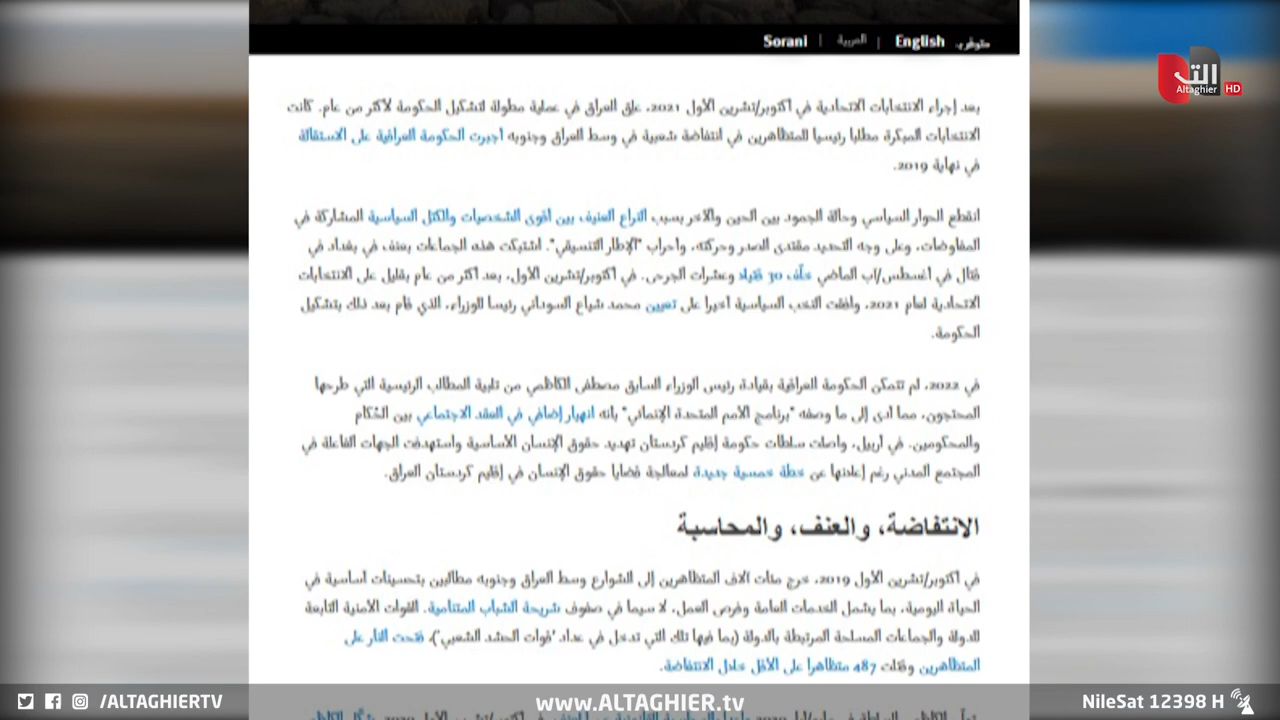 متوفر بـ English | العربية | Sorani
التـ
Altaghier HD
بعد إجراء الانتخابات الاتحادية في أكتوبر/تشرين الأول 2021، علق العراق في عملية مطولة لتشكيل الحكومة لأكثر من عام. كانت
الانتخابات المبكرة مطلبا رئيسيا للمتظاهرين في انتفاضة شعبية في وسط العراق وجنوبه أجبرت الحكومة العراقية على الاستقالة
في نهاية 2019.
انقطع الحوار السياسي وحالة الجمود بين الحين والآخر بسبب النزاع العنيف بين أقوى الشخصيات والكتل السياسية المشاركة في
المفاوضات، وعلى وجه التحديد مقتدى الصدر وحركته، وأحزاب "الإطار التنسيقي". اشتبكت هذه الجماعات بعنف في بغداد في
قتال في أغسطس/آب الماضي خلّف 30 قتيلا وعشرات الجرحى. في أكتوبر/تشرين الأول، بعد أكثر من عام بقليل على الانتخابات
الاتحادية لعام 2021، وافقت النخب السياسية أخيرا على تعيين محمد شياع السوداني رئيسا للوزراء، الذي قام بعد ذلك بتشكيل
الحكومة.
في 2022، لم تتمكن الحكومة العراقية بقيادة رئيس الوزراء السابق مصطفى الكاظمي من تلبية المطالب الرئيسية التي طرحها
المحتجون، مما أدى إلى ما وصفه "برنامج الأمم المتحدة الإنمائي" بأنه انهيار إضافي في العقد الاجتماعي بين الحُكام
والمحكومين. في أربيل، واصلت سلطات حكومة إقليم كردستان تهديد حقوق الإنسان الأساسية واستهدفت الجهات الفاعلة في
المجتمع المدني رغم إعلانها عن خطة خمسية جديدة لمعالجة قضايا حقوق الإنسان في إقليم كردستان العراق.
الانتفاضة، والعنف، والمحاسبة
في أكتوبر/تشرين الأول 2019، خرج مئات آلاف المتظاهرين إلى الشوارع وسط العراق وجنوبه مطالبين بتحسينات أساسية في
الحياة اليومية، بما يشمل الخدمات العامة وفرص العمل، لا سيما في صفوف شريحة الشباب المتنامية. القوات الأمنية التابعة
للدولة والجماعات المسلحة المرتبطة بالدولة (بما فيها تلك التي تدخل في عداد "قوات الحشد الشعبي")، فتحت النار على
المتظاهرين وقتلت 487 متظاهرا على الأقل خلال الانتفاضة.
/ALTAGHIERTV
www.ALTAGHIER.tv
NileSat 12398 H